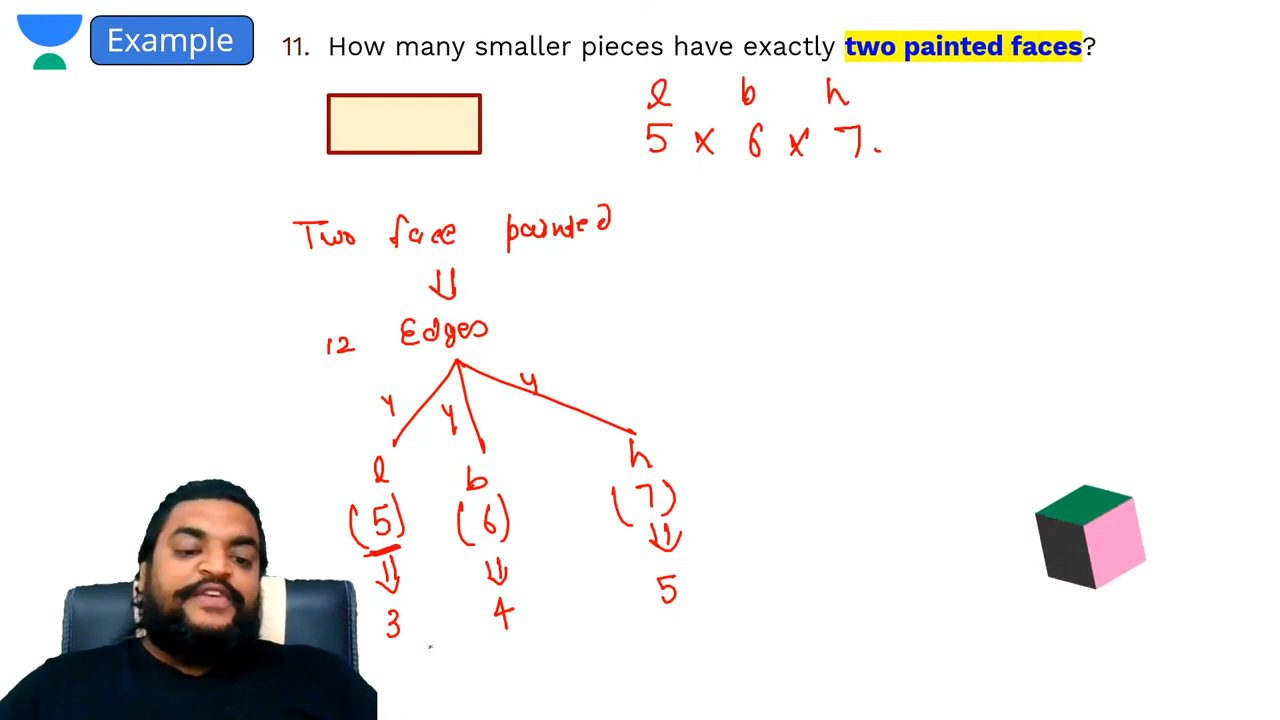 Example
11. How many smaller pieces have exactly two painted faces?
l b h
5 x 6 x 7.
Two face painted
⇓
12 Edges
4 4 4
l b h
(5) (6) (7)
⇓ ⇓ ⇓
3 4 5